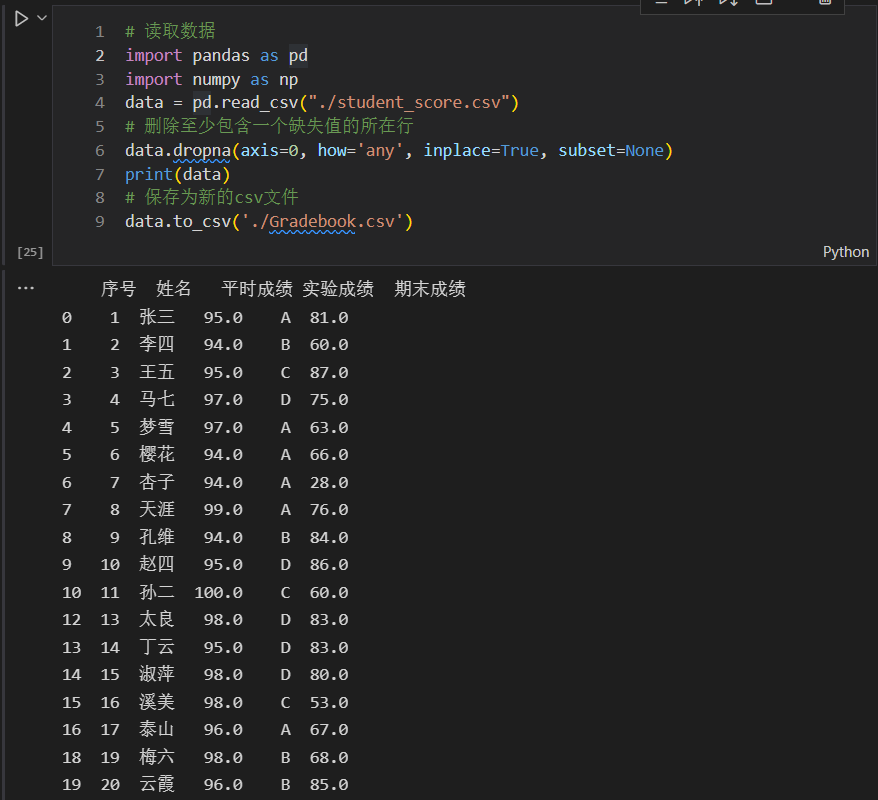 1 # 读取数据
2 import pandas as pd
3 import numpy as np
4 data = pd.read_csv("./student_score.csv")
5 # 删除至少包含一个缺失值的所在行
6 data.dropna(axis=0, how='any', inplace=True, subset=None)
7 print(data)
8 # 保存为新的csv文件
9 data.to_csv('./Gradebook.csv')
[25] Python
... 序号 姓名 平时成绩 实验成绩 期末成绩
0 1 张三 95.0 A 81.0
1 2 李四 94.0 B 60.0
2 3 王五 95.0 C 87.0
3 4 马七 97.0 D 75.0
4 5 梦雪 97.0 A 63.0
5 6 樱花 94.0 A 66.0
6 7 杏子 94.0 A 28.0
7 8 天涯 99.0 A 76.0
8 9 孔维 94.0 B 84.0
9 10 赵四 95.0 D 86.0
10 11 孙二 100.0 C 60.0
12 13 太良 98.0 D 83.0
13 14 丁云 95.0 D 83.0
14 15 淑萍 98.0 D 80.0
15 16 溪美 98.0 C 53.0
16 17 泰山 96.0 A 67.0
18 19 梅六 98.0 B 68.0
19 20 云霞 96.0 B 85.0